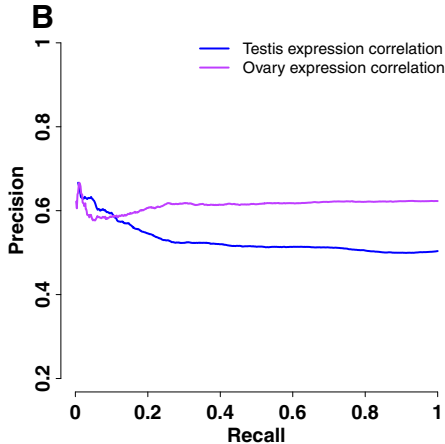 B
Testis expression correlation
Ovary expression correlation
1
0.8
0.6
0.4
0.2
Precision
0 0.2 0.4 0.6 0.8 1
Recall